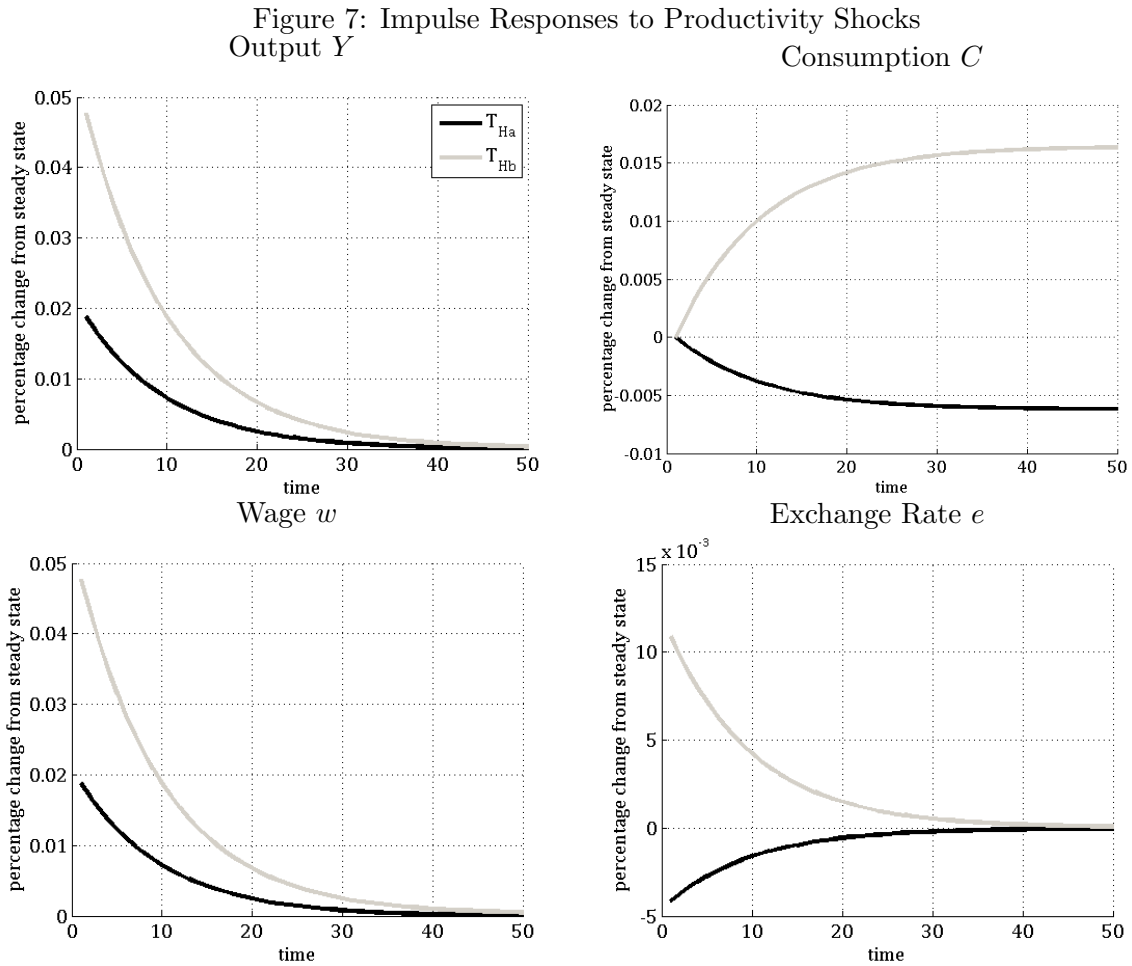 Figure 7: Impulse Responses to Productivity Shocks
Output Y
percentage change from steady state
0.05
0.04
0.03
0.02
0.01
0
0 10 20 30 40 50
time
T_Ha
T_Hb
Consumption C
percentage change from steady state
0.02
0.015
0.01
0.005
0
-0.005
-0.01
0 10 20 30 40 50
time
Wage w
percentage change from steady state
0.05
0.04
0.03
0.02
0.01
0
0 10 20 30 40 50
time
Exchange Rate e
x 10^-3
percentage change from steady state
15
10
5
0
-5
0 10 20 30 40 50
time